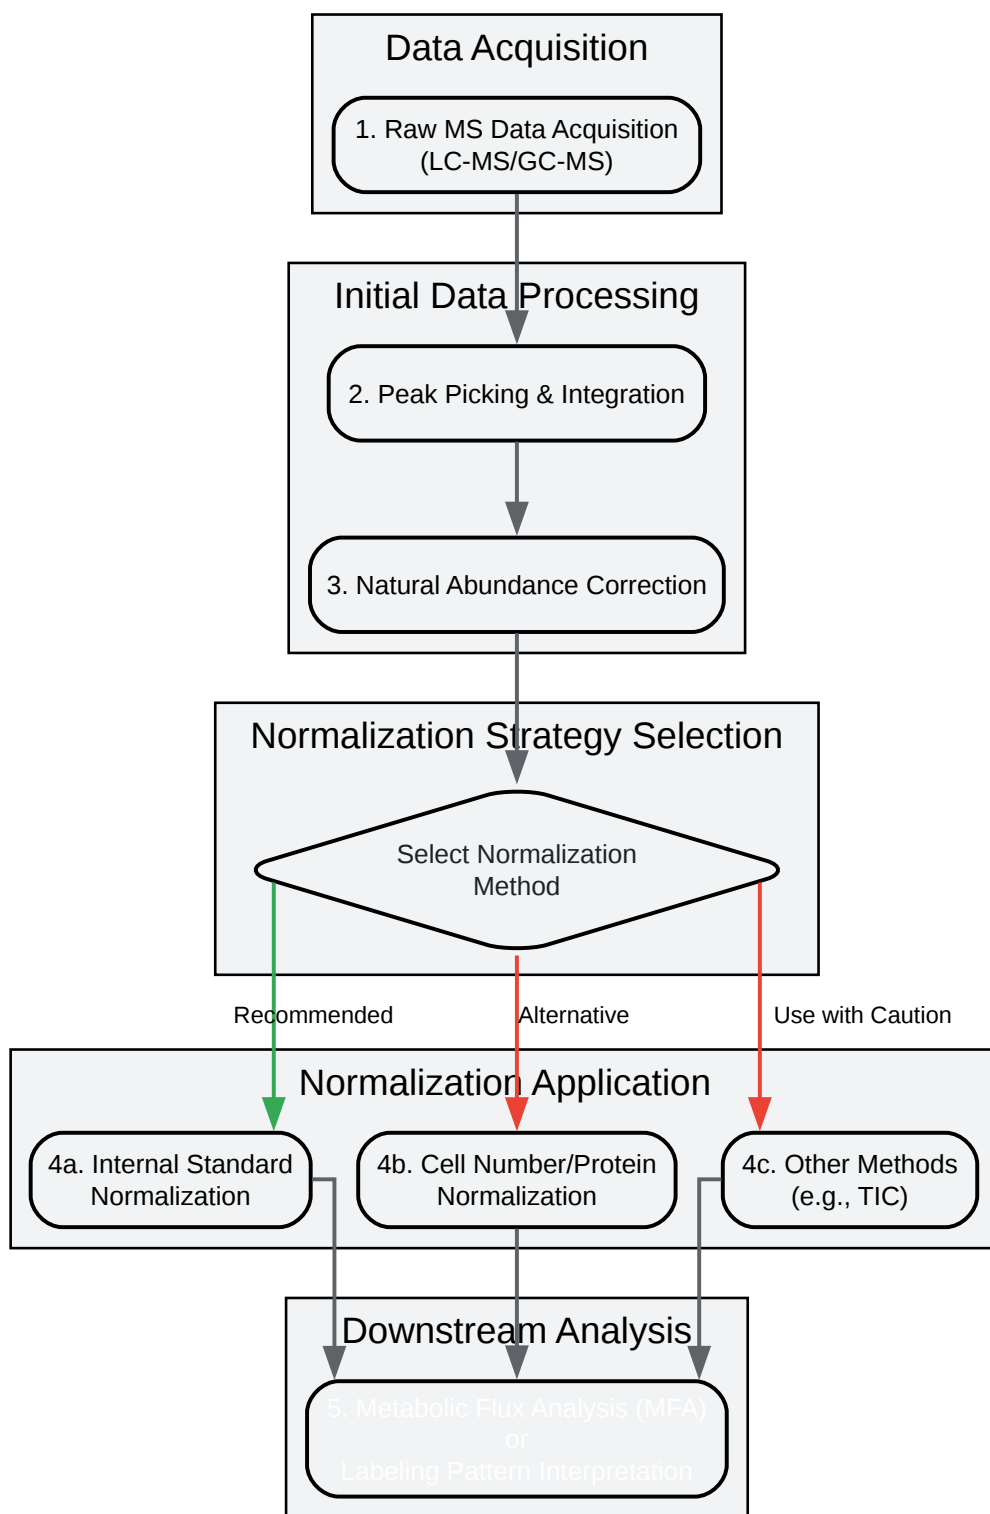 Data Acquisition
1. Raw MS Data Acquisition
(LC-MS/GC-MS)
Initial Data Processing
2. Peak Picking & Integration
3. Natural Abundance Correction
Normalization Strategy Selection
Select Normalization
Method
Recommended
Alternative
Use with Caution
Normalization Application
4a. Internal Standard
Normalization
4b. Cell Number/Protein
Normalization
4c. Other Methods
(e.g., TIC)
Downstream Analysis
5. Metabolic Flux Analysis (MFA)
or
Labeling Pattern Interpretation